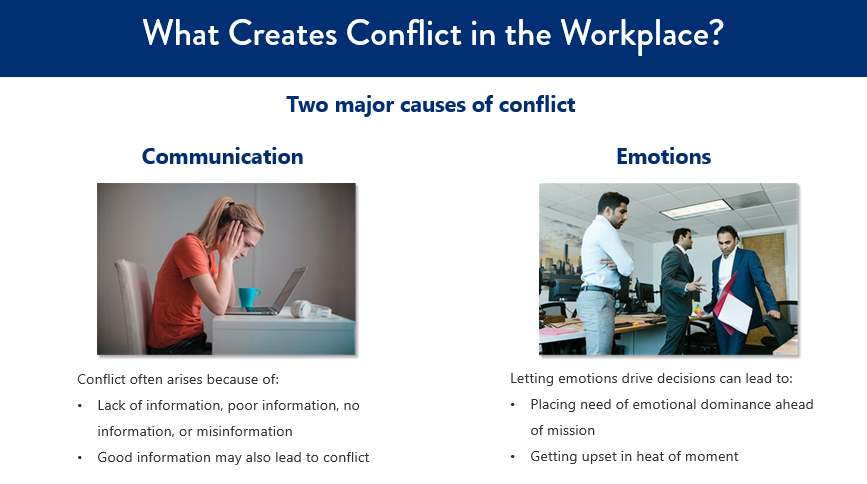 What Creates Conflict in the Workplace?
Two major causes of conflict
Communication
Conflict often arises because of:
• Lack of information, poor information, no
information, or misinformation
• Good information may also lead to conflict
Emotions
Letting emotions drive decisions can lead to:
• Placing need of emotional dominance ahead
of mission
• Getting upset in heat of moment